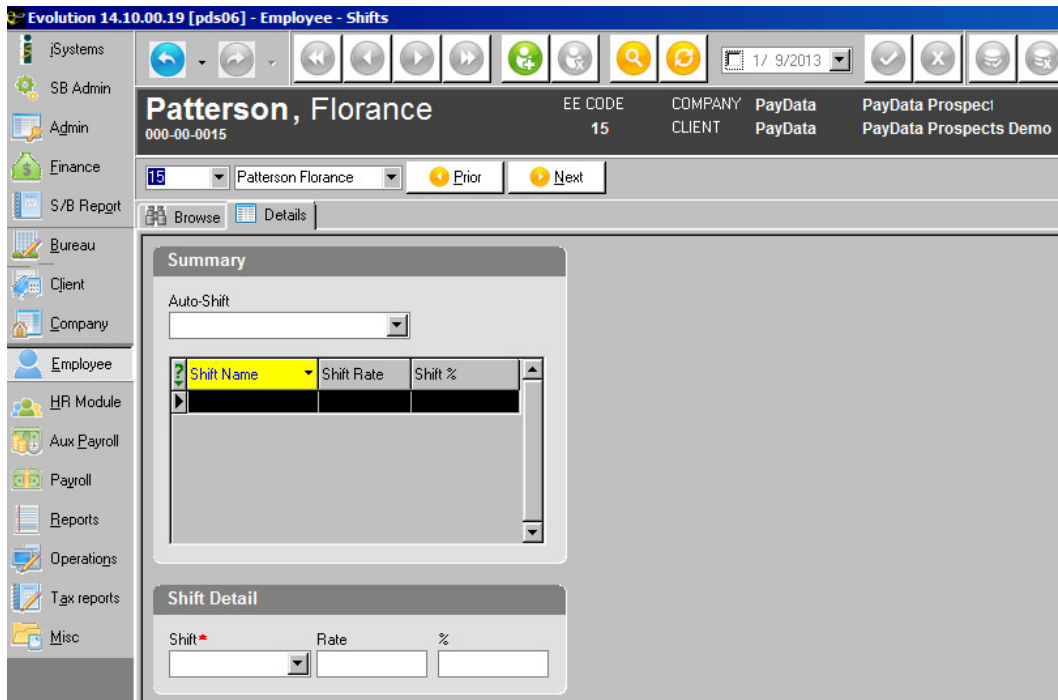 Evolution 14.10.00.19 [pds06] - Employee - Shifts
iSystems
SB Admin
Admin
Finance
S/B Report
Bureau
Client
Company
Employee
HR Module
Aux Payroll
Payroll
Reports
Operations
Tax reports
Misc
1/ 9/2013
Patterson, Florance
000-00-0015
EE CODE
15
COMPANY PayData PayData Prospect
CLIENT PayData PayData Prospects Demo
15 Patterson Florance Prior Next
Browse Details
Summary
Auto-Shift
? Shift Name Shift Rate Shift %
Shift Detail
Shift* Rate %